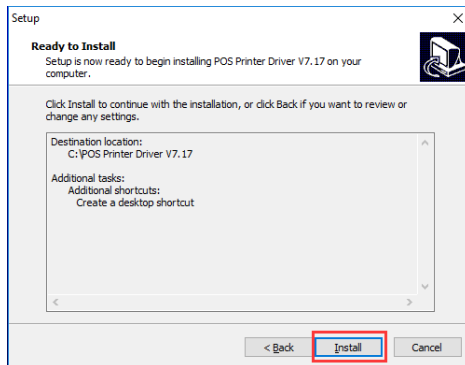 Setup
Ready to Install
Setup is now ready to begin installing POS Printer Driver V7.17 on your
computer.
Click Install to continue with the installation, or click Back if you want to review or
change any settings.
Destination location:
C:\POS Printer Driver V7.17
Additional tasks:
Additional shortcuts:
Create a desktop shortcut
< Back
Install
Cancel